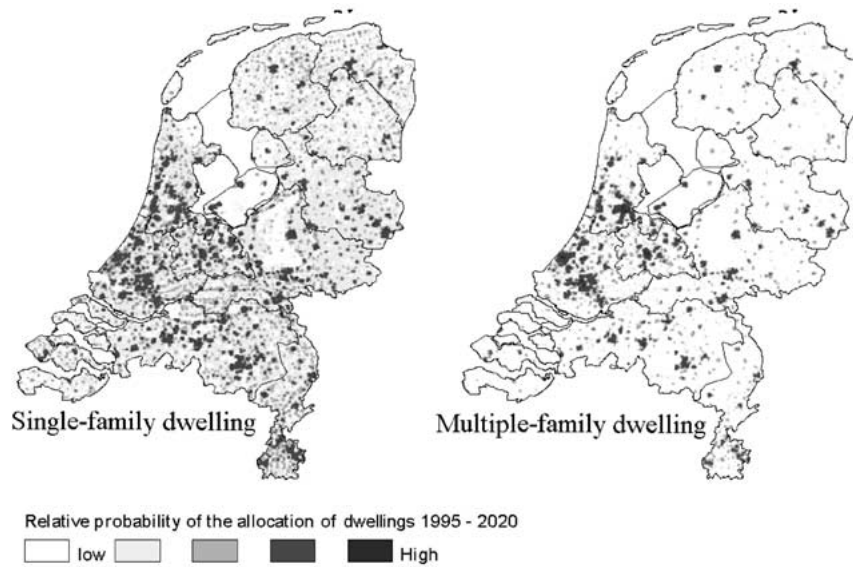 Single-family dwelling
Multiple-family dwelling
Relative probability of the allocation of dwellings 1995 - 2020
low
High